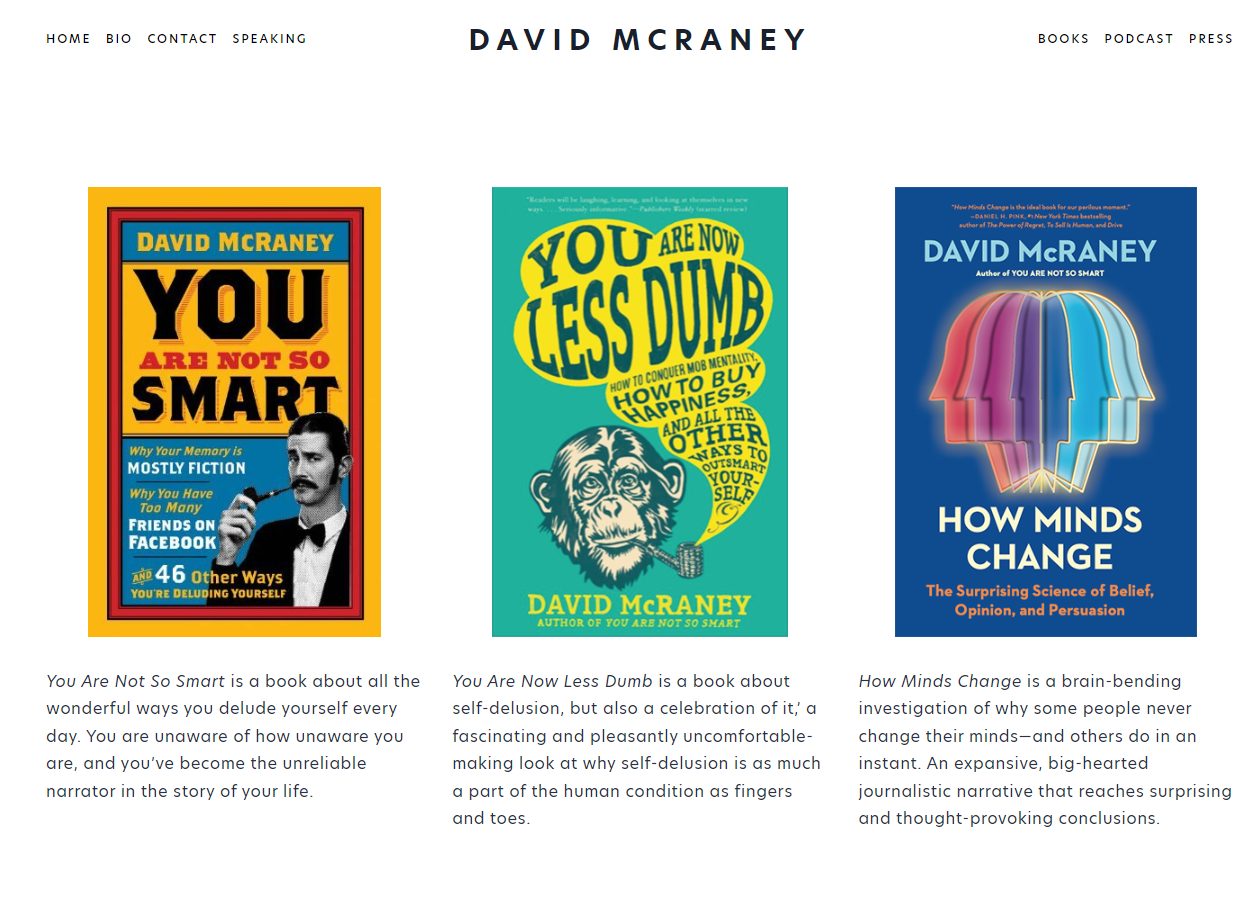 HOME BIO CONTACT SPEAKING
DAVID MCRANEY
BOOKS PODCAST PRESS
DAVID MCRANEY
YOU
ARE NOT SO
SMART
Why Your Memory is
MOSTLY FICTION
Why You Have
Too Many
FRIENDS ON
FACEBOOK
AND 46 Other Ways
YOU'RE DELUDING YOURSELF
"Readers will be laughing, learning, and looking at themselves in new
ways. . . . Seriously informative." —Publishers Weekly (starred review)
YOU ARE NOW
LESS DUMB
HOW TO CONQUER MOB MENTALITY,
HOW TO BUY
HAPPINESS,
AND ALL THE
OTHER
WAYS TO
OUTSMART
YOUR-
SELF
DAVID McRANEY
AUTHOR OF YOU ARE NOT SO SMART
"How Minds Change is the ideal book for our perilous moment."
—DANIEL H. PINK, #1 New York Times bestselling
author of The Power of Regret, To Sell Is Human, and Drive
DAVID McRANEY
Author of YOU ARE NOT SO SMART
HOW MINDS
CHANGE
The Surprising Science of Belief,
Opinion, and Persuasion
You Are Not So Smart is a book about all the
wonderful ways you delude yourself every
day. You are unaware of how unaware you
are, and you've become the unreliable
narrator in the story of your life.
You Are Now Less Dumb is a book about
self-delusion, but also a celebration of it,' a
fascinating and pleasantly uncomfortable-
making look at why self-delusion is as much
a part of the human condition as fingers
and toes.
How Minds Change is a brain-bending
investigation of why some people never
change their minds—and others do in an
instant. An expansive, big-hearted
journalistic narrative that reaches surprising
and thought-provoking conclusions.